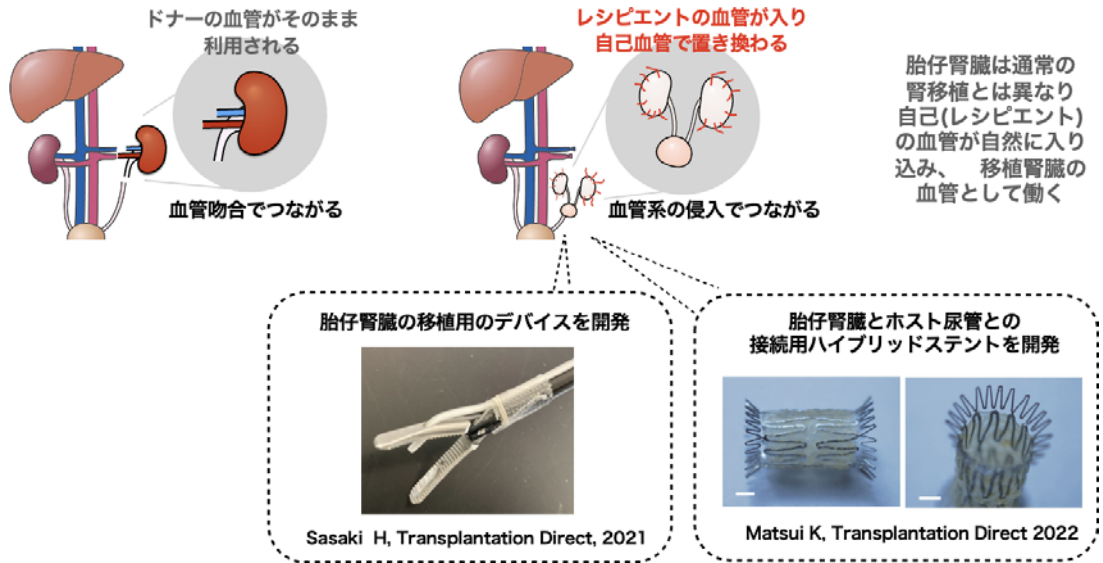 ドナーの血管がそのまま
利用される
血管吻合でつながる
レシピエントの血管が入り
自己血管で置き換わる
血管系の侵入でつながる
胎仔腎臓は通常の
腎移植とは異なり
自己(レシピエント)
の血管が自然に入り
込み、 移植腎臓の
血管として働く
胎仔腎臓の移植用のデバイスを開発
Sasaki H, Transplantation Direct, 2021
胎仔腎臓とホスト尿管との
接続用ハイブリッドステントを開発
Matsui K, Transplantation Direct 2022